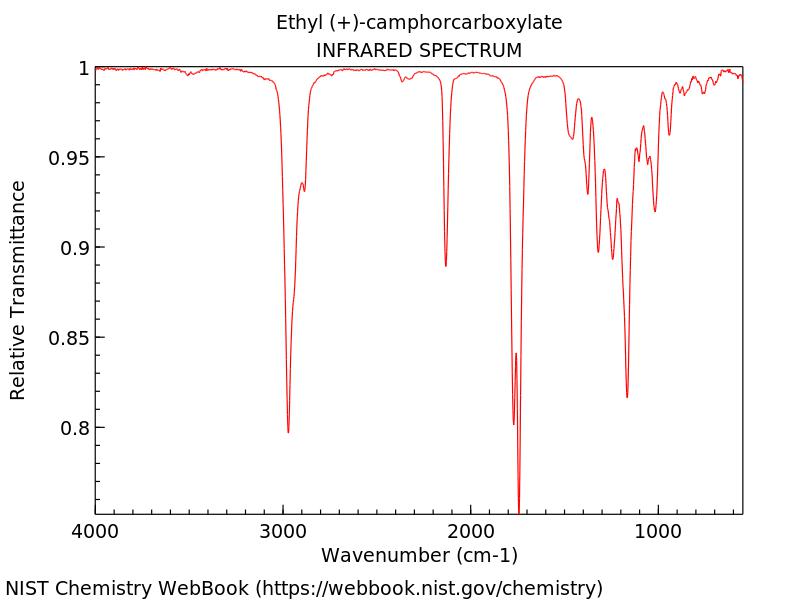 Ethyl (+)-camphorcarboxylate
INFRARED SPECTRUM
1
0.95
0.9
0.85
0.8
Relative Transmittance
4000 3000 2000 1000
Wavenumber (cm-1)
NIST Chemistry WebBook (https://webbook.nist.gov/chemistry)